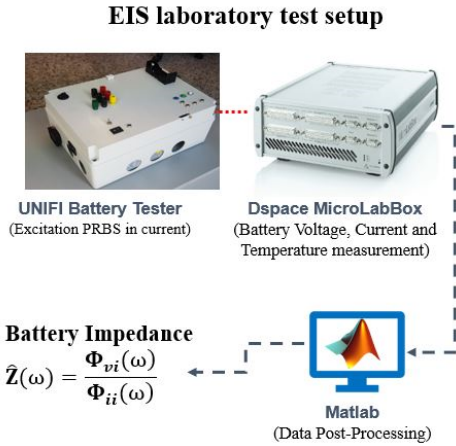 EIS laboratory test setup
UNIFI Battery Tester
(Excitation PRBS in current)
Dspace MicroLabBox
(Battery Voltage, Current and
Temperature measurement)
Battery Impedance
Ẑ(ω) = Φvi(ω) / Φii(ω)
Matlab
(Data Post-Processing)